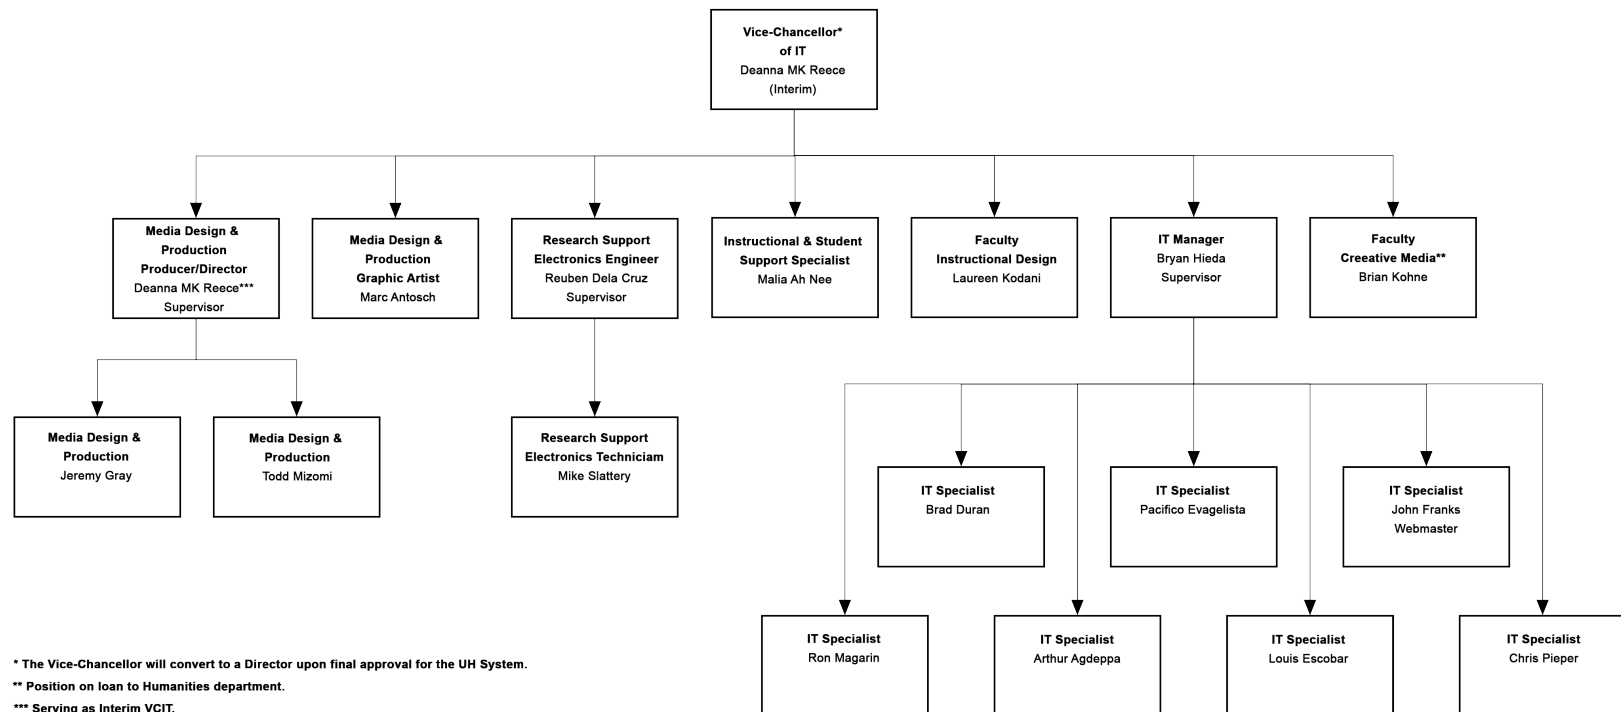 Vice-Chancellor*
of IT
Deanna MK Reece
(Interim)
Media Design &
Production
Producer/Director
Deanna MK Reece***
Supervisor
Media Design &
Production
Graphic Artist
Marc Antosch
Research Support
Electronics Engineer
Reuben Dela Cruz
Supervisor
Instructional & Student
Support Specialist
Malia Ah Nee
Faculty
Instructional Design
Laureen Kodani
IT Manager
Bryan Hieda
Supervisor
Faculty
Creeative Media**
Brian Kohne
Media Design &
Production
Jeremy Gray
Media Design &
Production
Todd Mizomi
Research Support
Electronics Techniciam
Mike Slattery
IT Specialist
Brad Duran
IT Specialist
Pacifico Evagelista
IT Specialist
John Franks
Webmaster
IT Specialist
Ron Magarin
IT Specialist
Arthur Agdeppa
IT Specialist
Louis Escobar
IT Specialist
Chris Pieper
* The Vice-Chancellor will convert to a Director upon final approval for the UH System.
** Position on loan to Humanities department.
*** Serving as Interim VCIT.